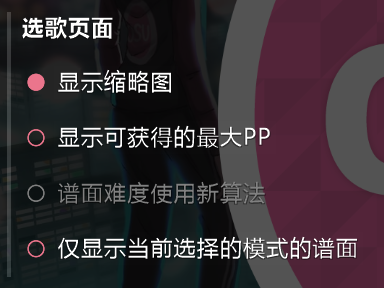 选歌页面
显示缩略图
显示可获得的最大PP
谱面难度使用新算法
仅显示当前选择的模式的谱面